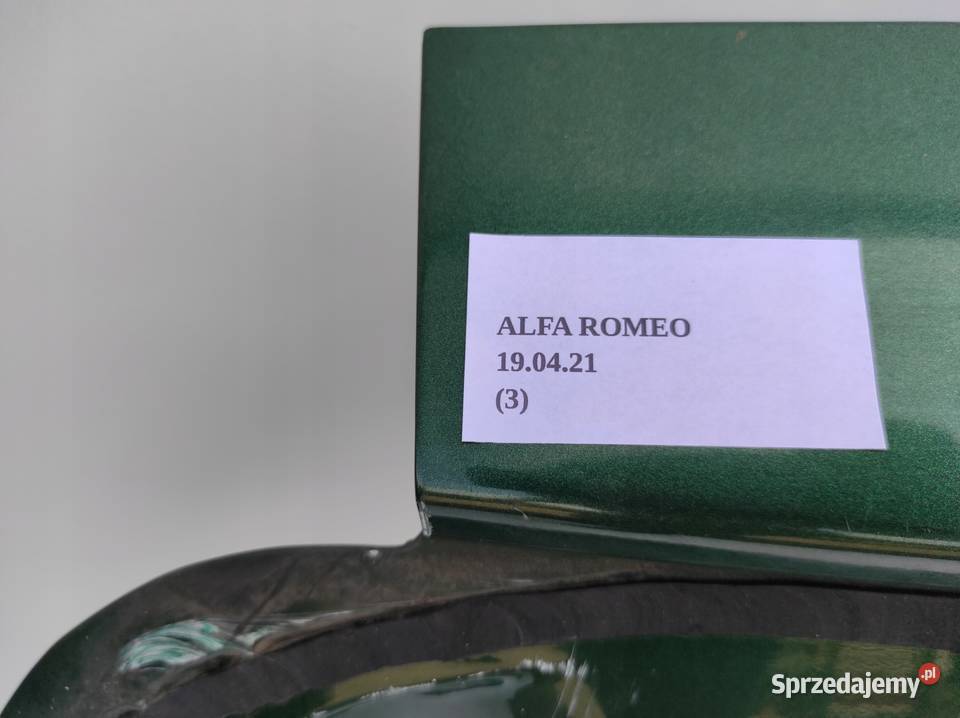 ALFA ROMEO
19.04.21
(3)
Sprzedajemy.pl